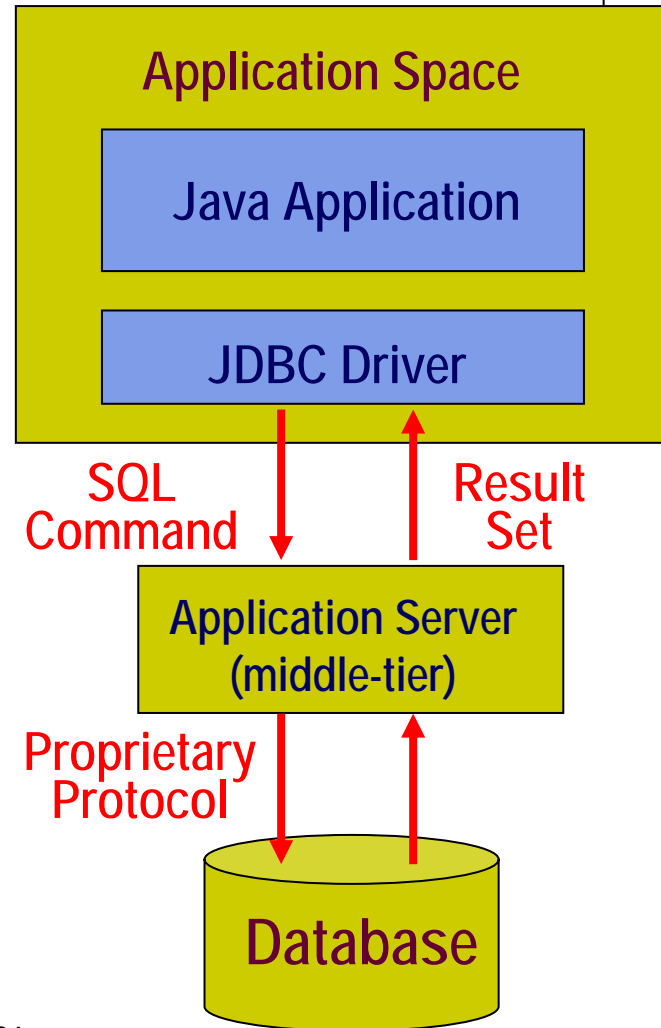 Application Space
Java Application
JDBC Driver
SQL
Command
Result
Set
Application Server
(middle-tier)
Proprietary
Protocol
Database